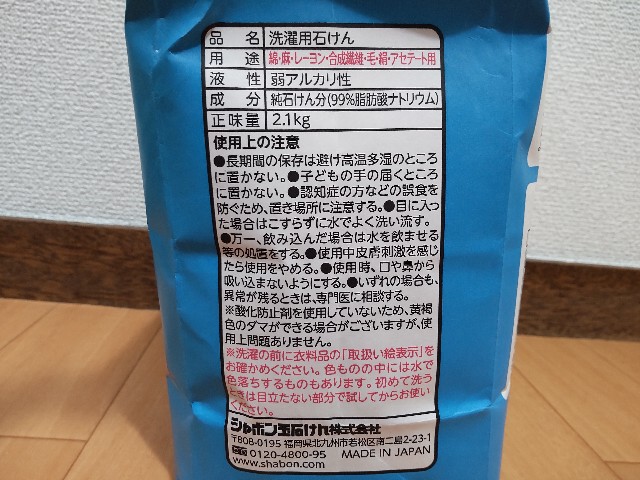 品名 洗濯用石けん
用途 綿・麻・レーヨン・合成繊維・毛・絹・アセテート用
液性 弱アルカリ性
成分 純石けん分(99%脂肪酸ナトリウム)
正味量 2.1kg
使用上の注意
●長期間の保存は避け高温多湿のところ
に置かない。●子どもの手の届くところ
に置かない。●認知症の方などの誤食を
防ぐため、置き場所に注意する。●目に入っ
た場合はこすらずに水でよく洗い流す。
●万一、飲み込んだ場合は水を飲ませる
等の処置をする。●使用中皮膚刺激を感じ
たら使用をやめる。●使用時、口や鼻から
吸い込まないようにする。●いずれの場合も、
異常が残るときは、専門医に相談する。
※酸化防止剤を使用していないため、黄褐
色のダマができる場合がございますが、使
用上問題ありません。
※洗濯の前に衣料品の「取扱い絵表示」を
お確かめください。色ものの中には水で
色落ちするものもあります。初めて洗う
ときは目立たない部分で試してからお使い
ください。
シャボン玉石けん株式会社
〒808-0195 福岡県北九州市若松区南二島2-23-1
0120-4800-95 MADE IN JAPAN
www.shabon.com